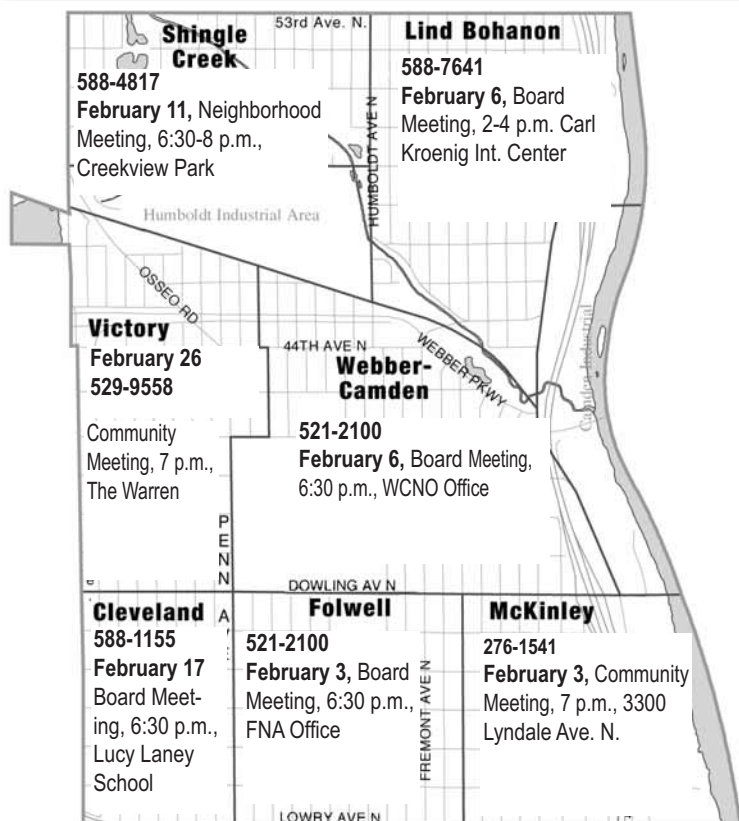 53rd Ave. N.
Shingle
Creek
588-4817
February 11, Neighborhood
Meeting, 6:30-8 p.m.,
Creekview Park
Lind Bohanon
588-7641
February 6, Board
Meeting, 2-4 p.m. Carl
Kroenig Int. Center
HUMBOLDT AVE N
Humboldt Industrial Area
OSSEO RD
Victory
February 26
529-9558
Community
Meeting, 7 p.m.,
The Warren
44TH AVE N
WEBBER PKWY
Webber-
Camden
521-2100
February 6, Board Meeting,
6:30 p.m., WCNO Office
Camden Industrial
PENN A
DOWLING AV N
Cleveland
588-1155
February 17
Board Meet-
ing, 6:30 p.m.,
Lucy Laney
School
Folwell
521-2100
February 3, Board
Meeting, 6:30 p.m.,
FNA Office
FREMONT AVE N
McKinley
276-1541
February 3, Community
Meeting, 7 p.m., 3300
Lyndale Ave. N.
LOWRY AVE N